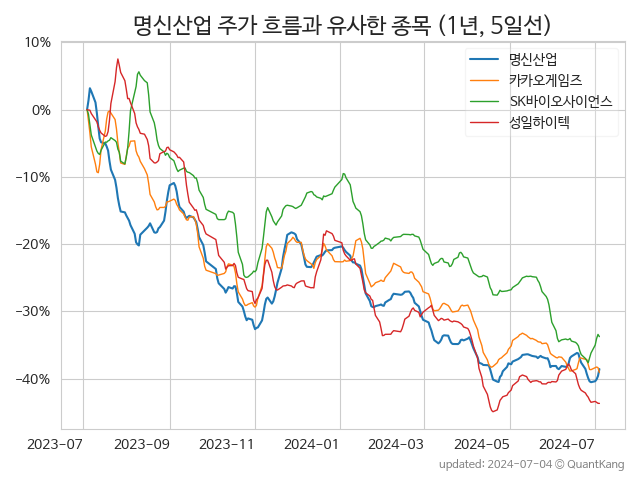 명신산업 주가 흐름과 유사한 종목 (1년, 5일선)
10%
0%
−10%
−20%
−30%
−40%
명신산업
카카오게임즈
SK바이오사이언스
성일하이텍
2023-07
2023-09
2023-11
2024-01
2024-03
2024-05
2024-07
updated: 2024-07-04 © QuantKang